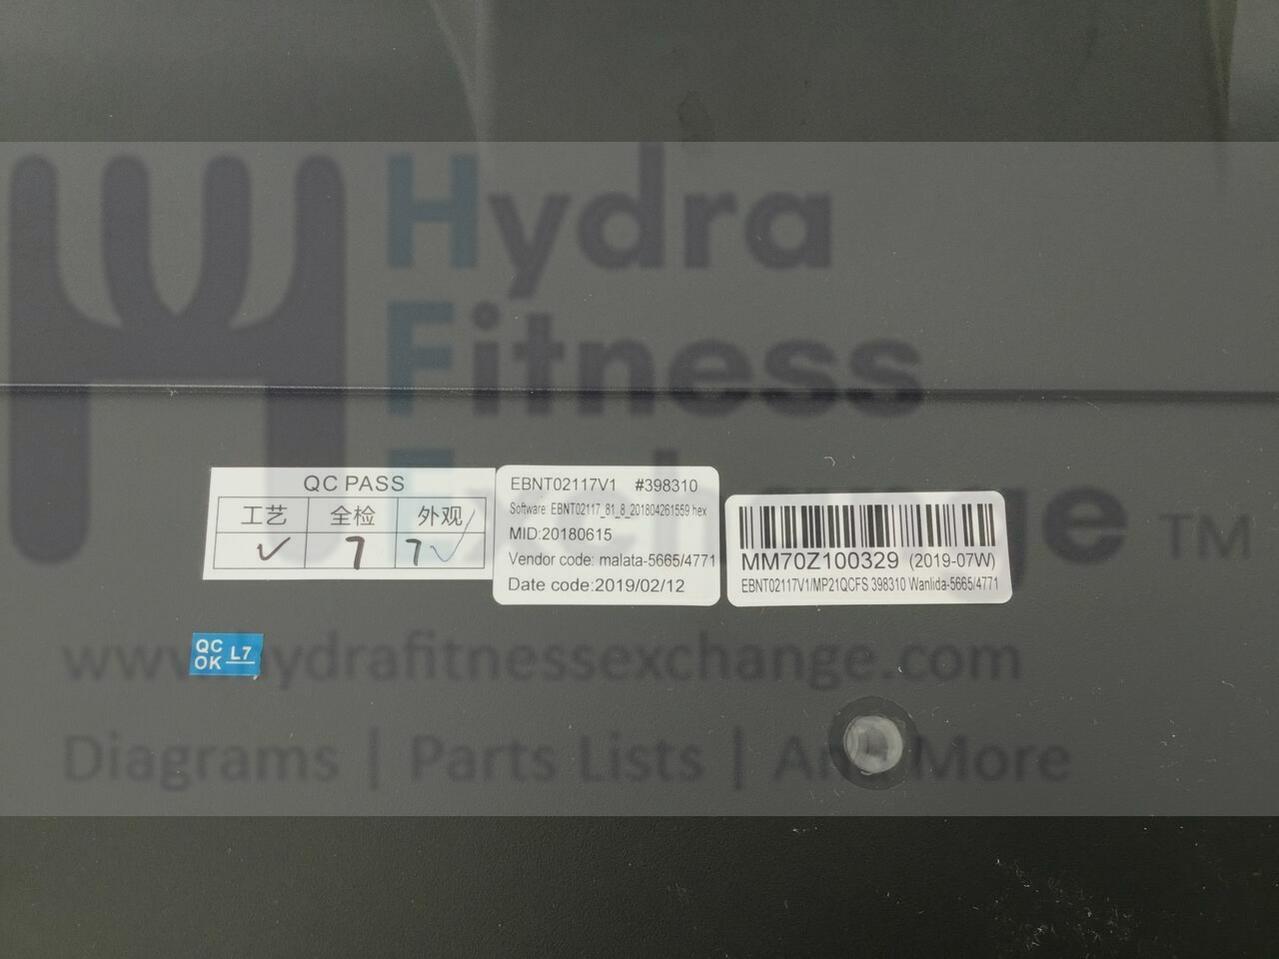 Hydra
Fitness
Exchange TM
QC PASS
工艺 全检 外观
✓ 7 7✓
EBNT02117V1 #398310
Software: EBNT02117_81_8_201804261559.hex
MID:20180615
Vendor code: malata-5665/4771
Date code:2019/02/12
MM70Z100329 (2019-07W)
EBNT02117V1/MP21QCFS 398310 Wanlida-5665/4771
QC
OK L7
www.hydrafitnessexchange.com
Diagrams | Parts Lists | And More